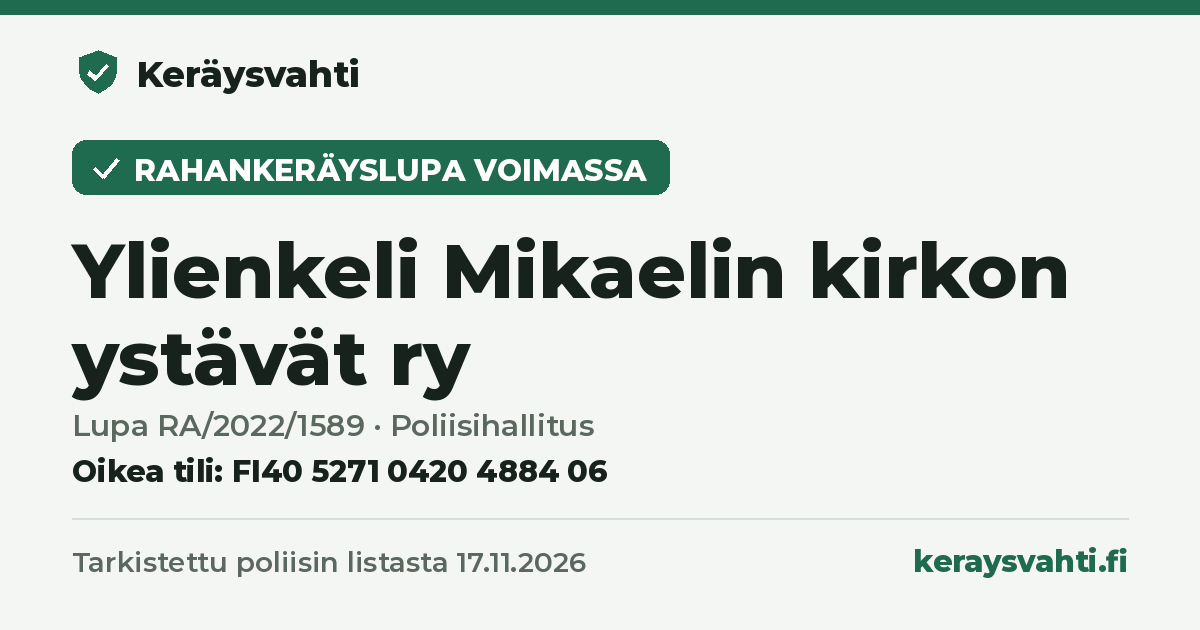 Keräysvahti
RAHANKERÄYSLUPA VOIMASSA
Ylienkeli Mikaelin kirkon
ystävät ry
Lupa RA/2022/1589 · Poliisihallitus
Oikea tili: FI40 5271 0420 4884 06
Tarkistettu poliisin listasta 17.11.2026
keraysvahti.fi